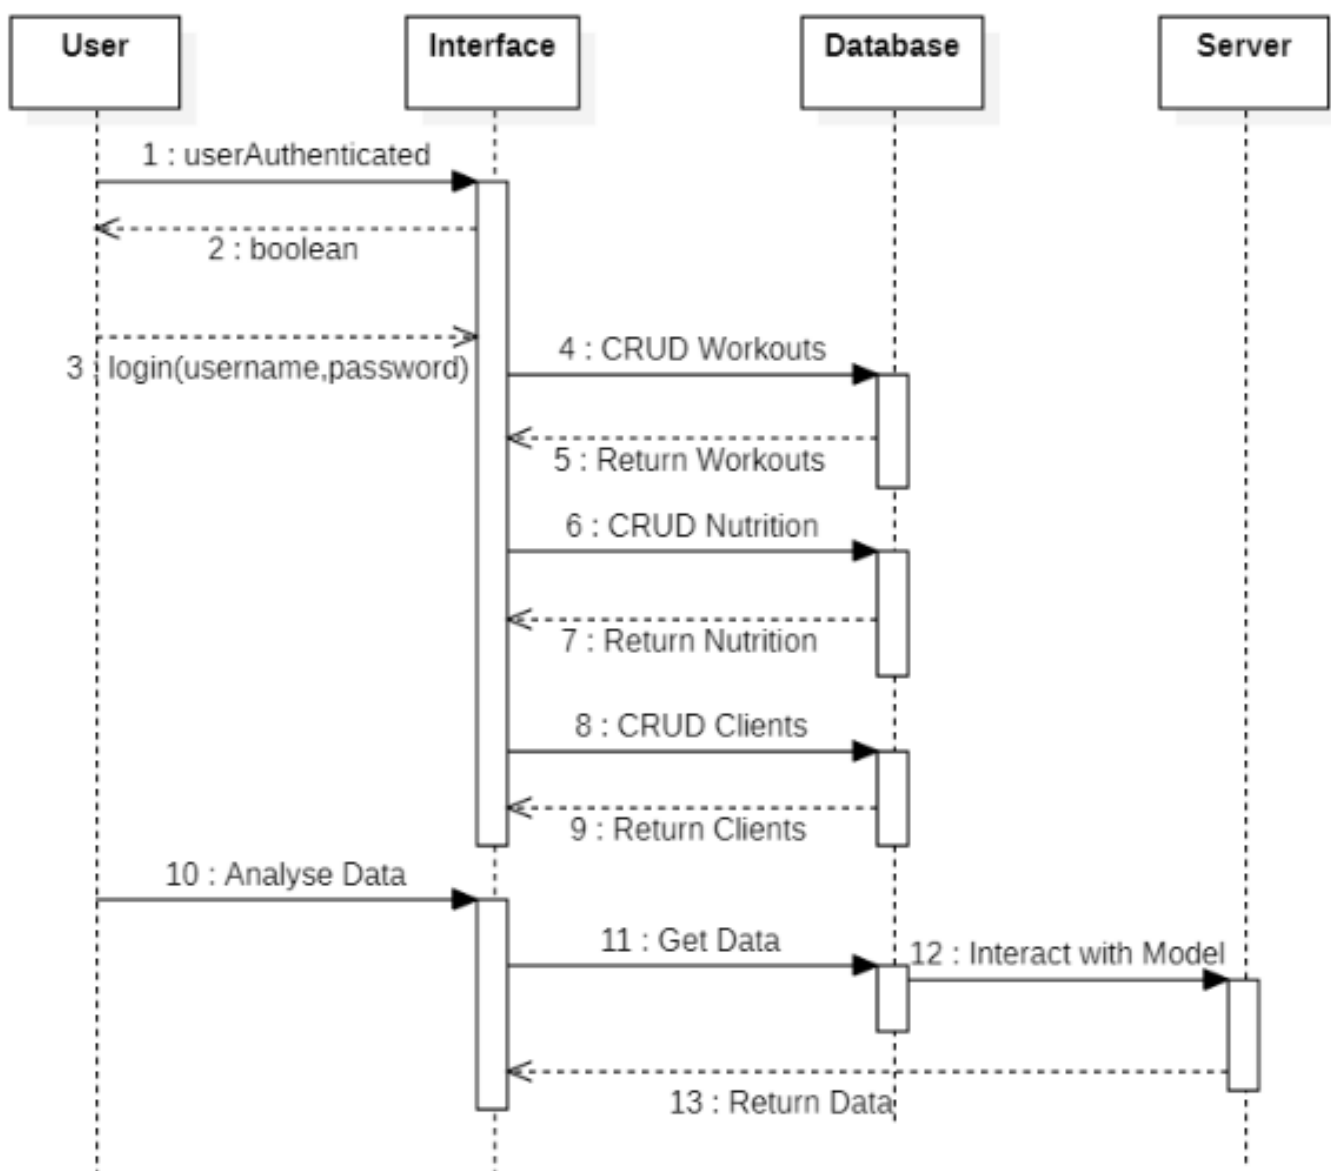 User
Interface
Database
Server
1 : userAuthenticated
2 : boolean
3 : login(username,password)
4 : CRUD Workouts
5 : Return Workouts
6 : CRUD Nutrition
7 : Return Nutrition
8 : CRUD Clients
9 : Return Clients
10 : Analyse Data
11 : Get Data
12 : Interact with Model
13 : Return Data